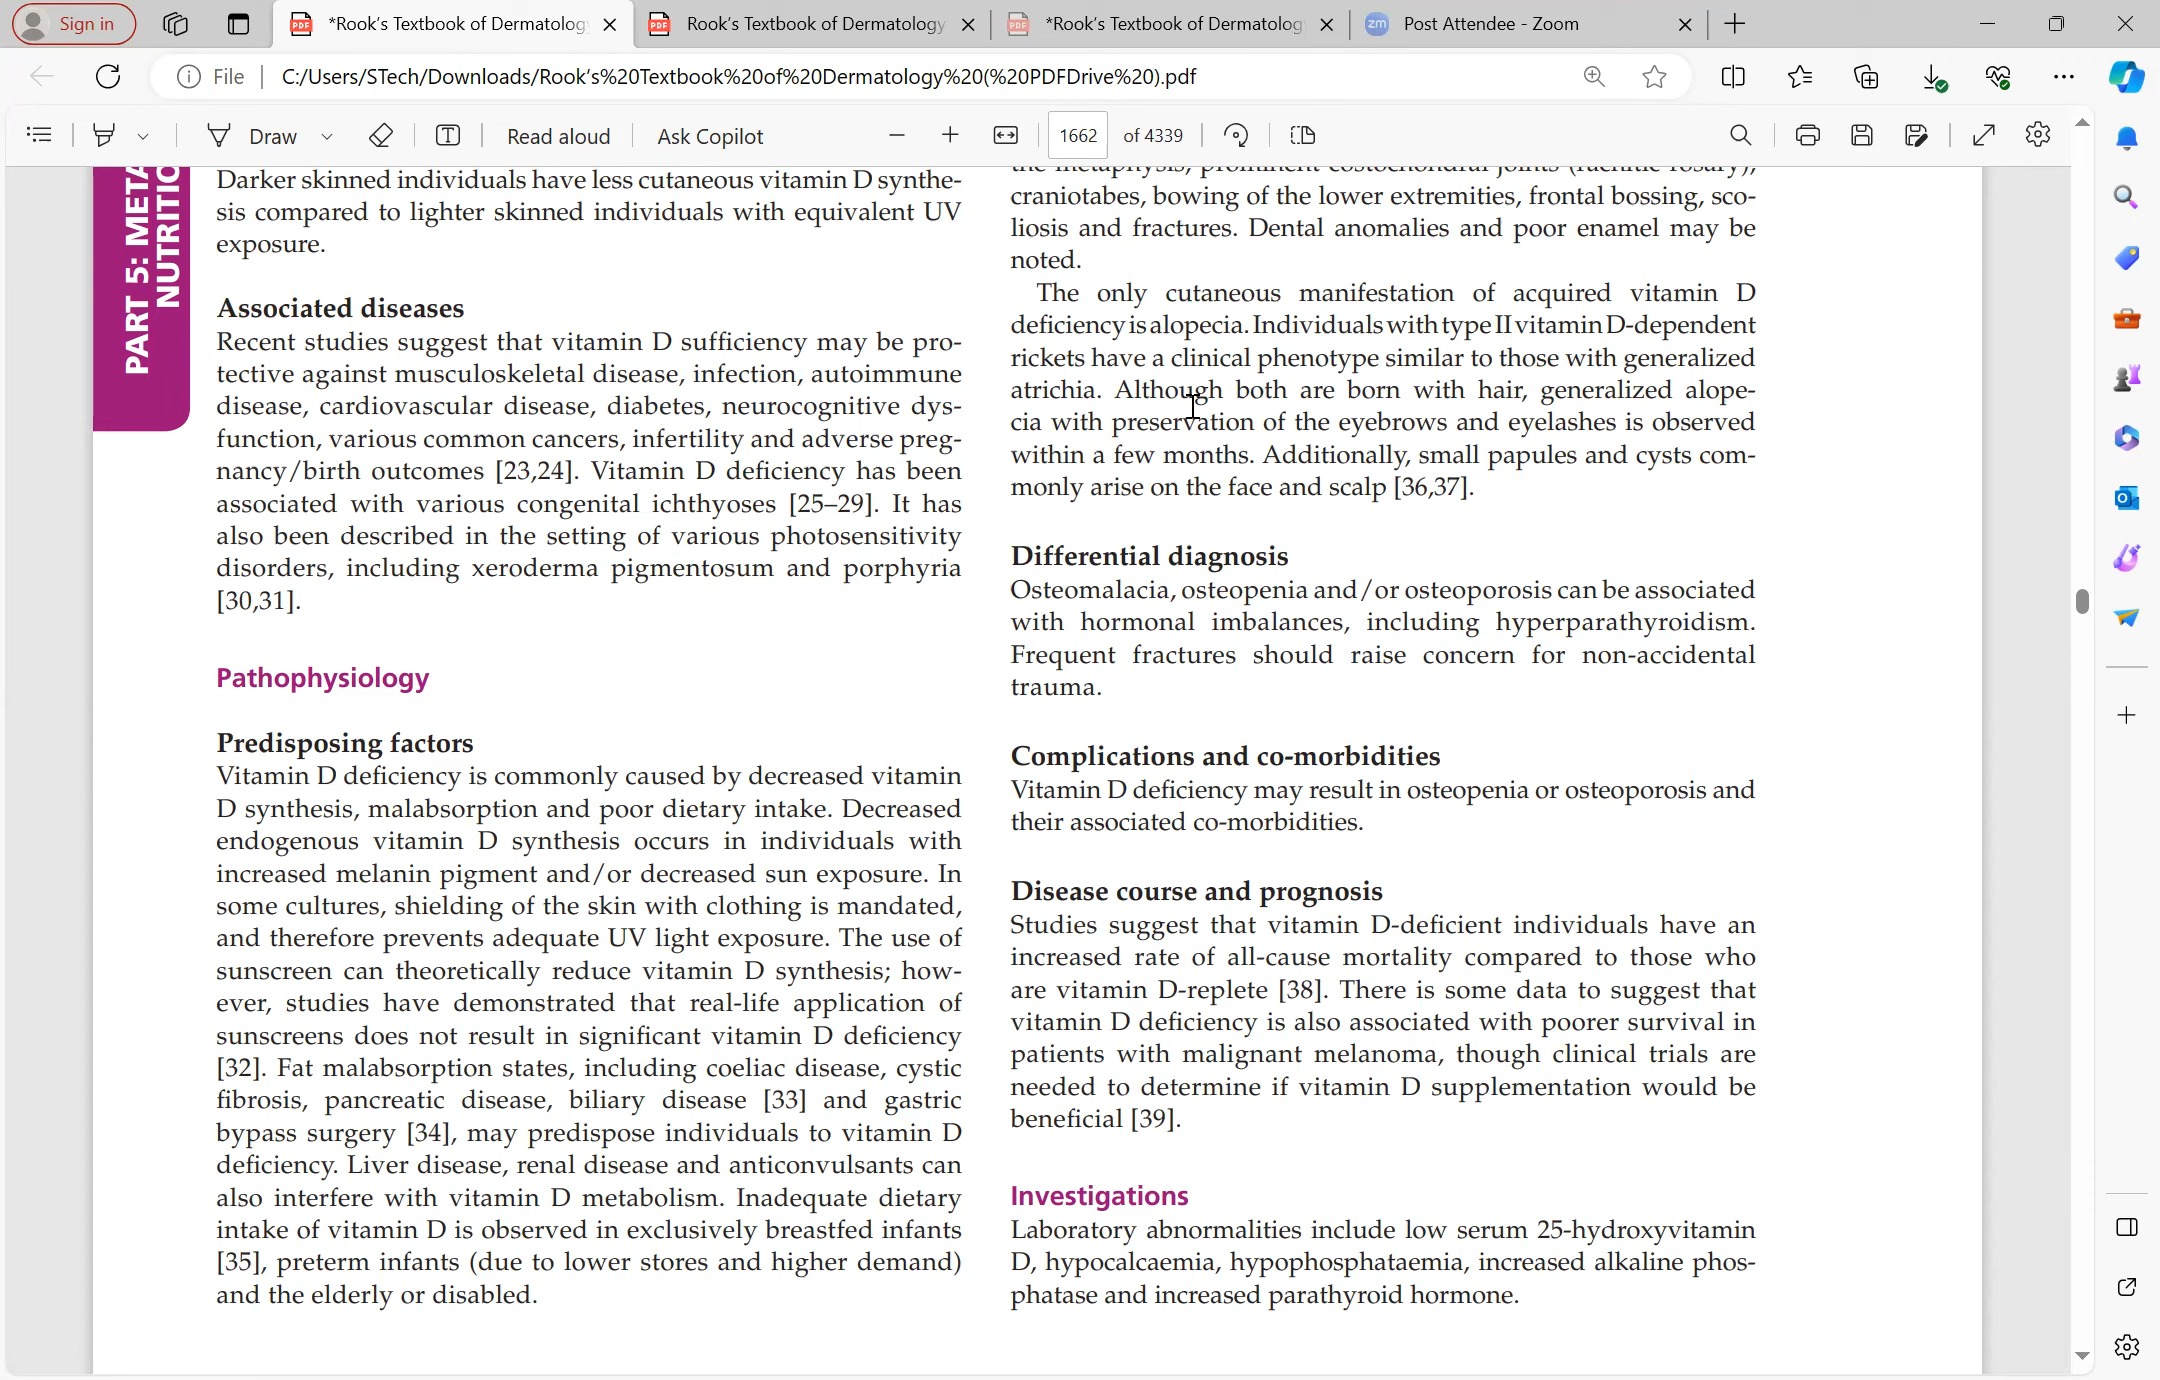 Sign in
*Rook's Textbook of Dermatolog
Rook's Textbook of Dermatology
*Rook's Textbook of Dermatolog
zm
Post Attendee - Zoom
File
C:/Users/STech/Downloads/Rook's%20Textbook%20of%20Dermatology%20(%20PDFDrive%20).pdf
Draw
Read aloud
Ask Copilot
1662 of 4339
PART 5: META
NUTRITIO
Darker skinned individuals have less cutaneous vitamin D synthe-
sis compared to lighter skinned individuals with equivalent UV
exposure.
Associated diseases
Recent studies suggest that vitamin D sufficiency may be pro-
tective against musculoskeletal disease, infection, autoimmune
disease, cardiovascular disease, diabetes, neurocognitive dys-
function, various common cancers, infertility and adverse preg-
nancy/birth outcomes [23,24]. Vitamin D deficiency has been
associated with various congenital ichthyoses [25–29]. It has
also been described in the setting of various photosensitivity
disorders, including xeroderma pigmentosum and porphyria
[30,31].
Pathophysiology
Predisposing factors
Vitamin D deficiency is commonly caused by decreased vitamin
D synthesis, malabsorption and poor dietary intake. Decreased
endogenous vitamin D synthesis occurs in individuals with
increased melanin pigment and/or decreased sun exposure. In
some cultures, shielding of the skin with clothing is mandated,
and therefore prevents adequate UV light exposure. The use of
sunscreen can theoretically reduce vitamin D synthesis; how-
ever, studies have demonstrated that real-life application of
sunscreens does not result in significant vitamin D deficiency
[32]. Fat malabsorption states, including coeliac disease, cystic
fibrosis, pancreatic disease, biliary disease [33] and gastric
bypass surgery [34], may predispose individuals to vitamin D
deficiency. Liver disease, renal disease and anticonvulsants can
also interfere with vitamin D metabolism. Inadequate dietary
intake of vitamin D is observed in exclusively breastfed infants
[35], preterm infants (due to lower stores and higher demand)
and the elderly or disabled.
the metaphysis, prominent costochondral joints (rachitic rosary),
craniotabes, bowing of the lower extremities, frontal bossing, sco-
liosis and fractures. Dental anomalies and poor enamel may be
noted.
The only cutaneous manifestation of acquired vitamin D
deficiency is alopecia. Individuals with type II vitamin D-dependent
rickets have a clinical phenotype similar to those with generalized
atrichia. Although both are born with hair, generalized alope-
cia with preservation of the eyebrows and eyelashes is observed
within a few months. Additionally, small papules and cysts com-
monly arise on the face and scalp [36,37].
Differential diagnosis
Osteomalacia, osteopenia and/or osteoporosis can be associated
with hormonal imbalances, including hyperparathyroidism.
Frequent fractures should raise concern for non-accidental
trauma.
Complications and co-morbidities
Vitamin D deficiency may result in osteopenia or osteoporosis and
their associated co-morbidities.
Disease course and prognosis
Studies suggest that vitamin D-deficient individuals have an
increased rate of all-cause mortality compared to those who
are vitamin D-replete [38]. There is some data to suggest that
vitamin D deficiency is also associated with poorer survival in
patients with malignant melanoma, though clinical trials are
needed to determine if vitamin D supplementation would be
beneficial [39].
Investigations
Laboratory abnormalities include low serum 25-hydroxyvitamin
D, hypocalcaemia, hypophosphataemia, increased alkaline phos-
phatase and increased parathyroid hormone.